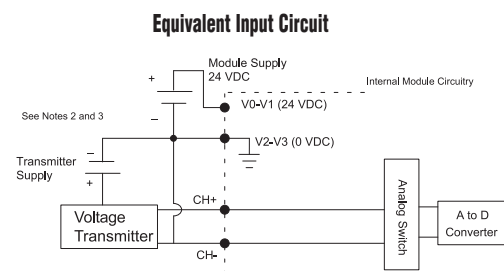 Equivalent Input Circuit
Module Supply
24 VDC
+
Internal Module Circuitry
V0-V1 (24 VDC)
See Notes 2 and 3
−
V2-V3 (0 VDC)
−
Transmitter
Supply
+
CH+
Voltage
Transmitter
CH-
Analog Switch
A to D
Converter